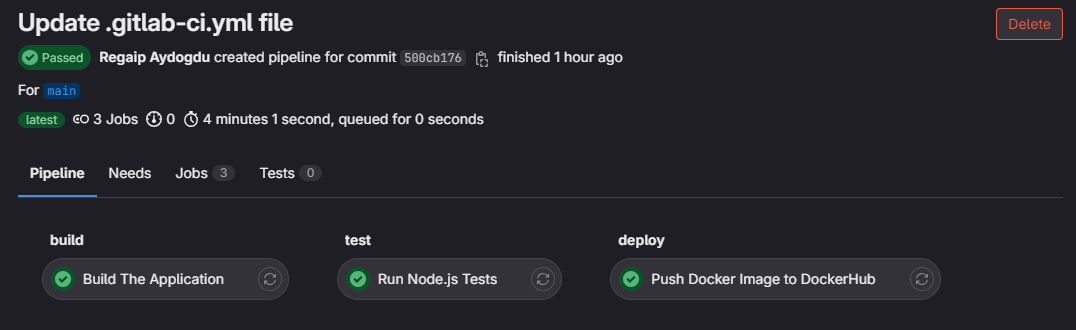 Update .gitlab-ci.yml file
Delete
Passed Regaip Aydogdu created pipeline for commit 500cb176 finished 1 hour ago
For main
latest 3 Jobs 0 4 minutes 1 second, queued for 0 seconds
Pipeline Needs Jobs 3 Tests 0
build test deploy
Build The Application Run Node.js Tests Push Docker Image to DockerHub